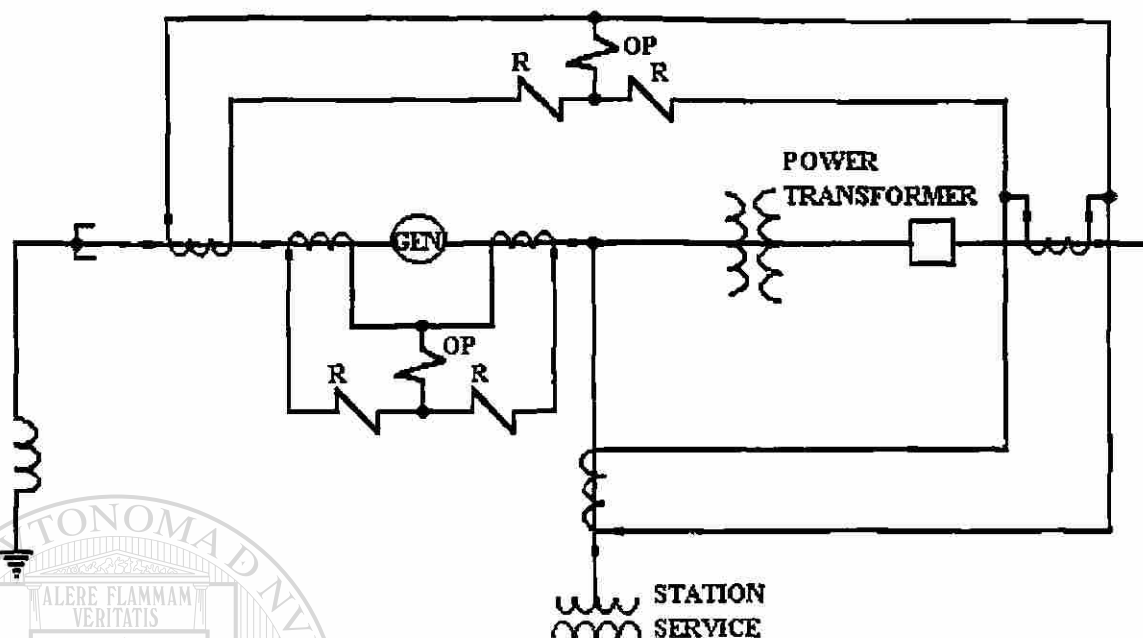 OP
R
R
POWER
TRANSFORMER
GEN
OP
R
R
STATION
SERVICE
TONOMA D
ALERE FLAMMAM
VERITATIS